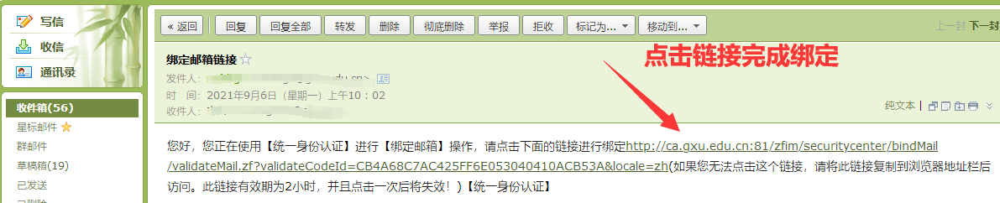 写信
收信
通讯录
收件箱(56)
星标邮件
群邮件
草稿箱(19)
已发送
« 返回 回复 回复全部 转发 删除 彻底删除 举报 拒收 标记为... 移动到... 上一封 下一封
绑定邮箱链接
点击链接完成绑定
发件人：
时 间：2021年9月6日（星期一）上午10：02
收件人：
纯文本
您好，您正在使用【统一身份认证】进行【绑定邮箱】操作，请点击下面的链接进行绑定http://ca.gxu.edu.cn:81/zfim/securitycenter/bindMail
/validateMail.zf?validateCodeId=CB4A68C7AC425FF6E053040410ACB53A&locale=zh(如果您无法点击这个链接，请将此链接复制到浏览器地址栏后
访问。此链接有效期为2小时，并且点击一次后将失效！)【统一身份认证】